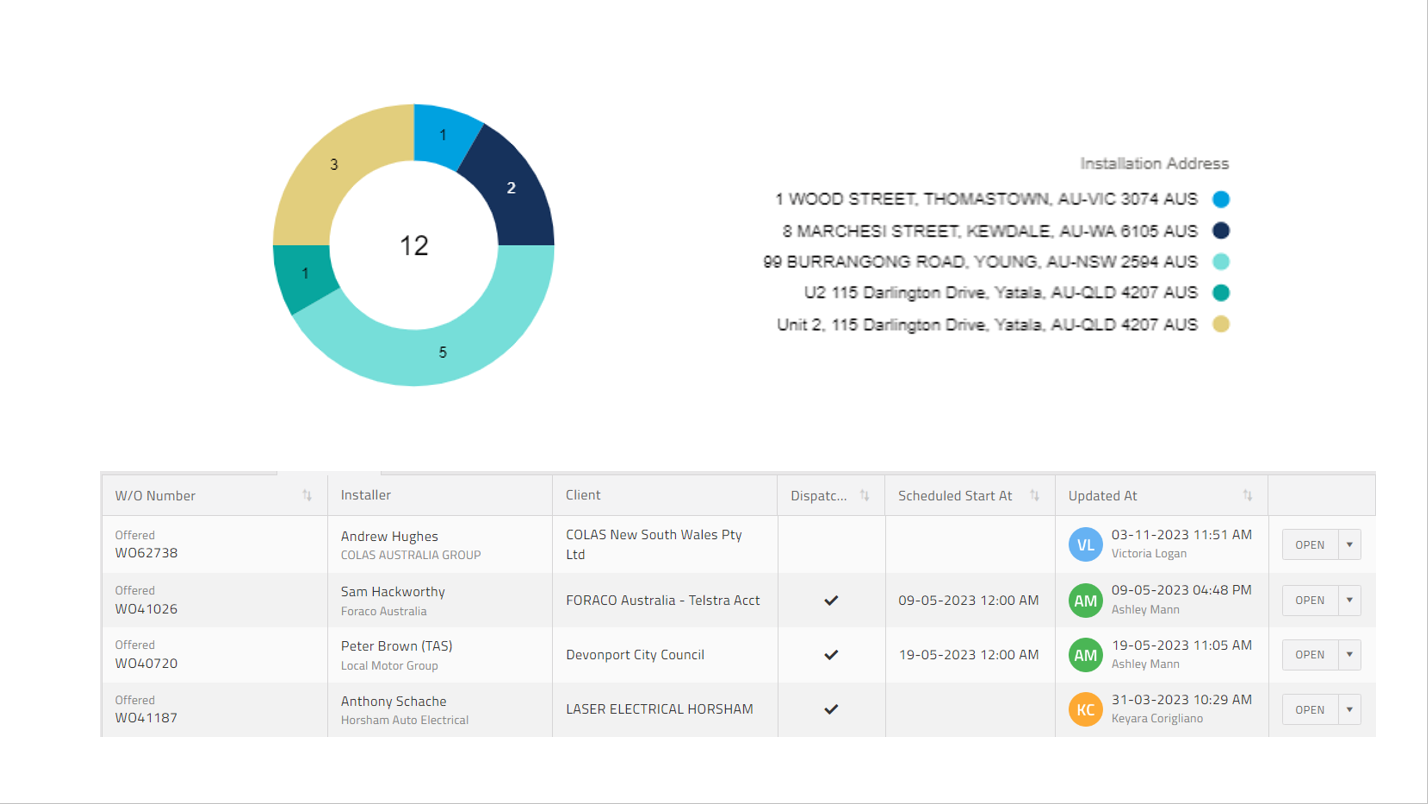 1
2
3
12
1
5
Installation Address
1 WOOD STREET, THOMASTOWN, AU-VIC 3074 AUS
8 MARCHESI STREET, KEWDALE, AU-WA 6105 AUS
99 BURRANGONG ROAD, YOUNG, AU-NSW 2594 AUS
U2 115 Darlington Drive, Yatala, AU-QLD 4207 AUS
Unit 2, 115 Darlington Drive, Yatala, AU-QLD 4207 AUS
W/O Number Installer Client Dispatc... Scheduled Start At Updated At
Offered
WO62738
Andrew Hughes
COLAS AUSTRALIA GROUP
COLAS New South Wales Pty
Ltd
VL
03-11-2023 11:51 AM
Victoria Logan
OPEN
Offered
WO41026
Sam Hackworthy
Foraco Australia
FORACO Australia - Telstra Acct
09-05-2023 12:00 AM
AM
09-05-2023 04:48 PM
Ashley Mann
OPEN
Offered
WO40720
Peter Brown (TAS)
Local Motor Group
Devonport City Council
19-05-2023 12:00 AM
AM
19-05-2023 11:05 AM
Ashley Mann
OPEN
Offered
WO41187
Anthony Schache
Horsham Auto Electrical
LASER ELECTRICAL HORSHAM
KC
31-03-2023 10:29 AM
Keyara Corigliano
OPEN